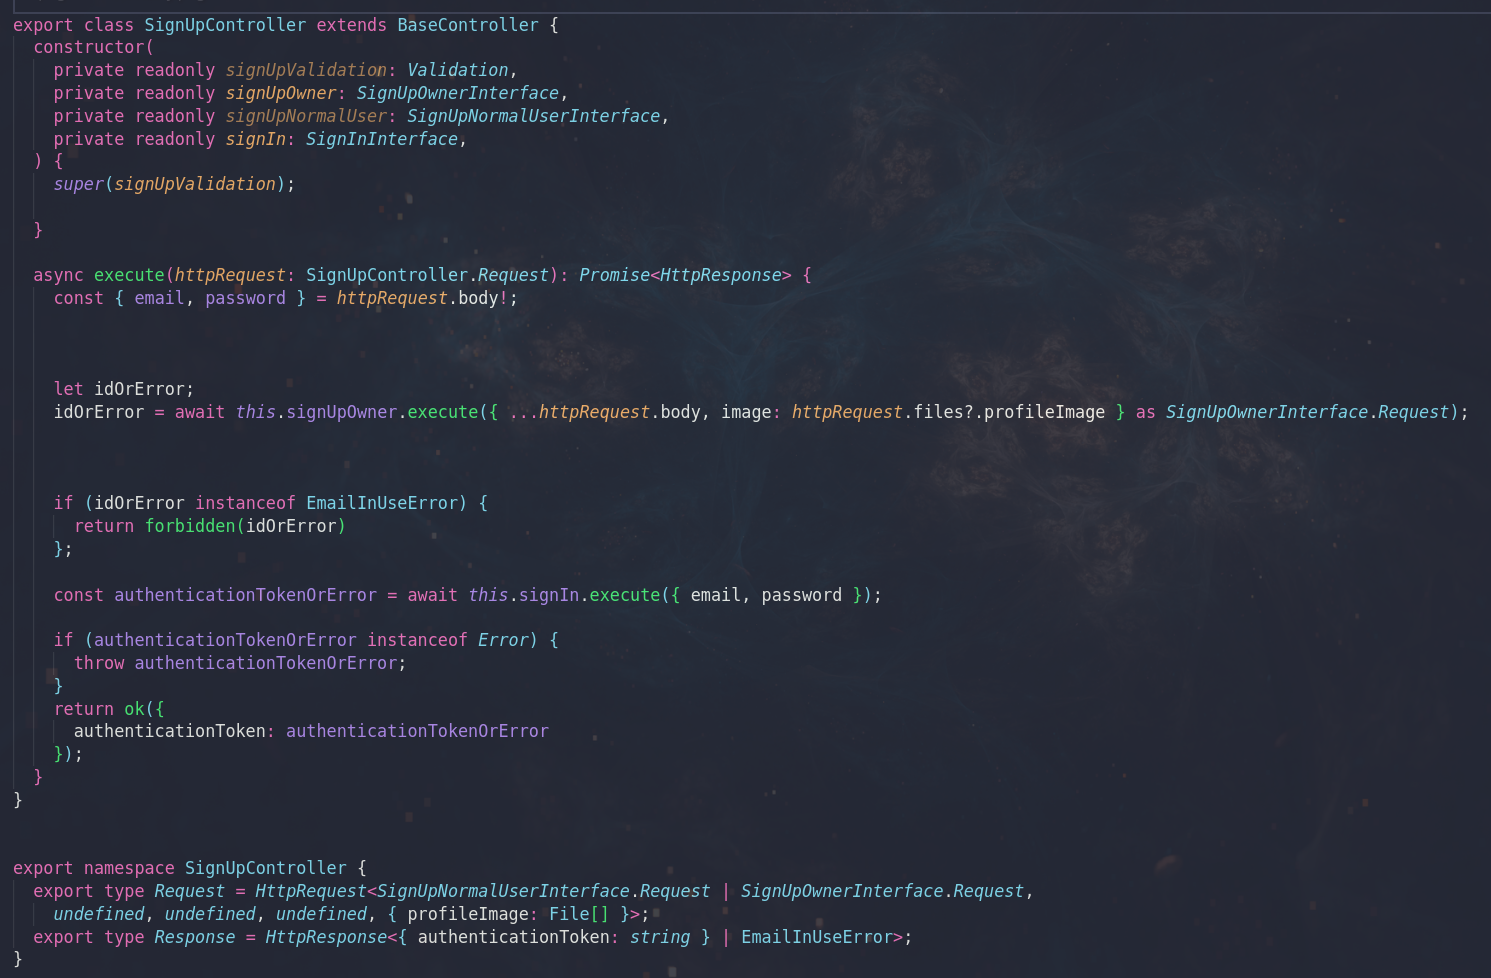 export class SignUpController extends BaseController {
  constructor(
    private readonly signUpValidation: Validation,
    private readonly signUpOwner: SignUpOwnerInterface,
    private readonly signUpNormalUser: SignUpNormalUserInterface,
    private readonly signIn: SignInInterface,
  ) {
    super(signUpValidation);
  }
  async execute(httpRequest: SignUpController.Request): Promise<HttpResponse> {
    const { email, password } = httpRequest.body!;
    let idOrError;
    idOrError = await this.signUpOwner.execute({ ...httpRequest.body, image: httpRequest.files?.profileImage } as SignUpOwnerInterface.Request);
    if (idOrError instanceof EmailInUseError) {
      return forbidden(idOrError)
    };
    const authenticationTokenOrError = await this.signIn.execute({ email, password });
    if (authenticationTokenOrError instanceof Error) {
      throw authenticationTokenOrError;
    }
    return ok({
      authenticationToken: authenticationTokenOrError
    });
  }
}
export namespace SignUpController {
  export type Request = HttpRequest<SignUpNormalUserInterface.Request | SignUpOwnerInterface.Request,
    undefined, undefined, undefined, { profileImage: File[] }>;
  export type Response = HttpResponse<{ authenticationToken: string } | EmailInUseError>;
}